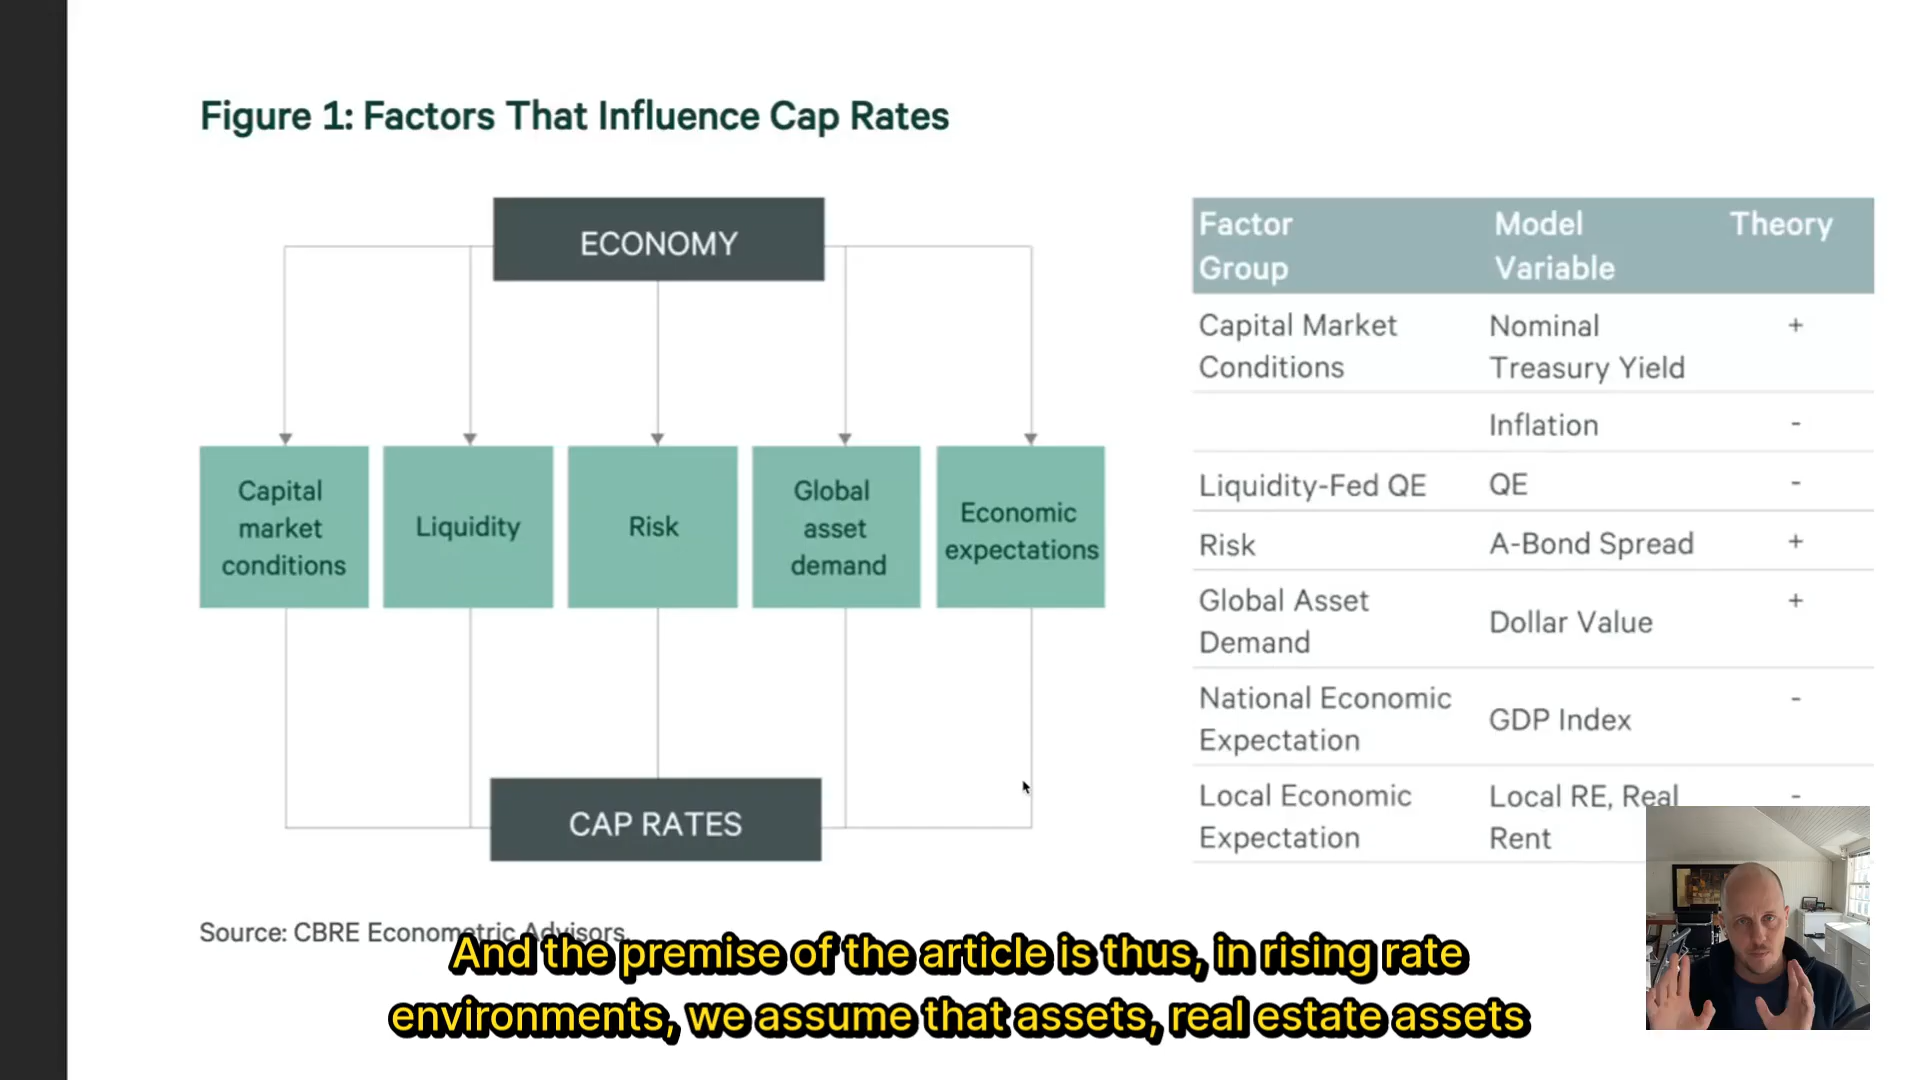 Figure 1: Factors That Influence Cap Rates
ECONOMY
Capital
market
conditions
Liquidity
Risk
Global
asset
demand
Economic
expectations
CAP RATES
Factor
Group
Model
Variable
Theory
Capital Market
Conditions
Nominal
Treasury Yield
+
Inflation
-
Liquidity-Fed QE
QE
-
Risk
A-Bond Spread
+
Global Asset
Demand
Dollar Value
+
National Economic
Expectation
GDP Index
-
Local Economic
Expectation
Local RE, Real
Rent
-
Source: CBRE Econometric Advisors.
And the premise of the article is thus, in rising rate
environments, we assume that assets, real estate assets